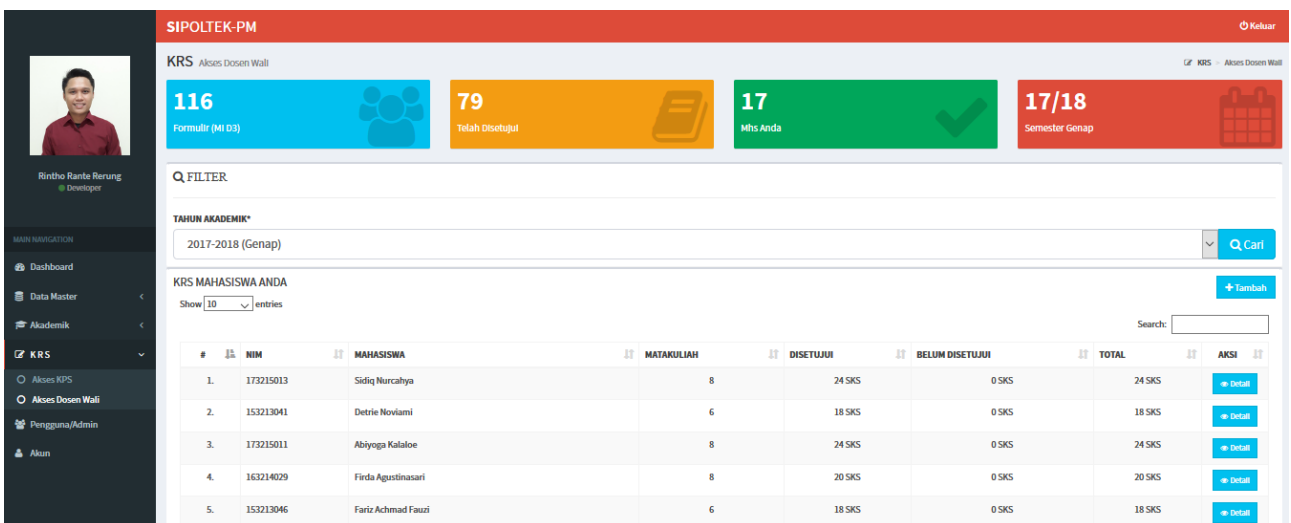 SIPOLTEK-PM
Keluar
Rintho Rante Rerung
Developer
MAIN NAVIGATION
Dashboard
Data Master
Akademik
KRS
Akses KPS
Akses Dosen Wali
Pengguna/Admin
Akun
KRS Akses Dosen Wali
KRS > Akses Dosen Wali
116
Formulir (MI D3)
79
Telah Disetujui
17
Mhs Anda
17/18
Semester Genap
FILTER
TAHUN AKADEMIK*
2017-2018 (Genap)
Cari
KRS MAHASISWA ANDA
+ Tambah
Show 10 entries
Search:
# NIM MAHASISWA MATAKULIAH DISETUJUI BELUM DISETUJUI TOTAL AKSI
1. 173215013 Sidiq Nurcahya 8 24 SKS 0 SKS 24 SKS Detail
2. 153213041 Detrie Noviami 6 18 SKS 0 SKS 18 SKS Detail
3. 173215011 Abiyoga Kalaloe 8 24 SKS 0 SKS 24 SKS Detail
4. 163214029 Firda Agustinasari 8 20 SKS 0 SKS 20 SKS Detail
5. 153213046 Fariz Achmad Fauzi 6 18 SKS 0 SKS 18 SKS Detail